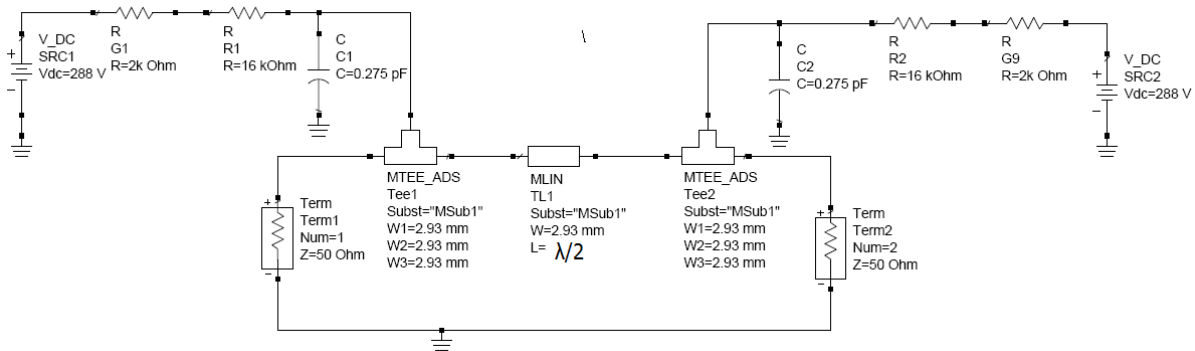 V_DC
SRC1
Vdc=288 V
R
G1
R=2k Ohm
R
R1
R=16 kOhm
C
C1
C=0.275 pF
C
C2
C=0.275 pF
R
R2
R=16 kOhm
R
G9
R=2k Ohm
V_DC
SRC2
Vdc=288 V
Term
Term1
Num=1
Z=50 Ohm
MTEE_ADS
Tee1
Subst="MSub1"
W1=2.93 mm
W2=2.93 mm
W3=2.93 mm
MLIN
TL1
Subst="MSub1"
W=2.93 mm
L= λ/2
MTEE_ADS
Tee2
Subst="MSub1"
W1=2.93 mm
W2=2.93 mm
W3=2.93 mm
Term
Term2
Num=2
Z=50 Ohm